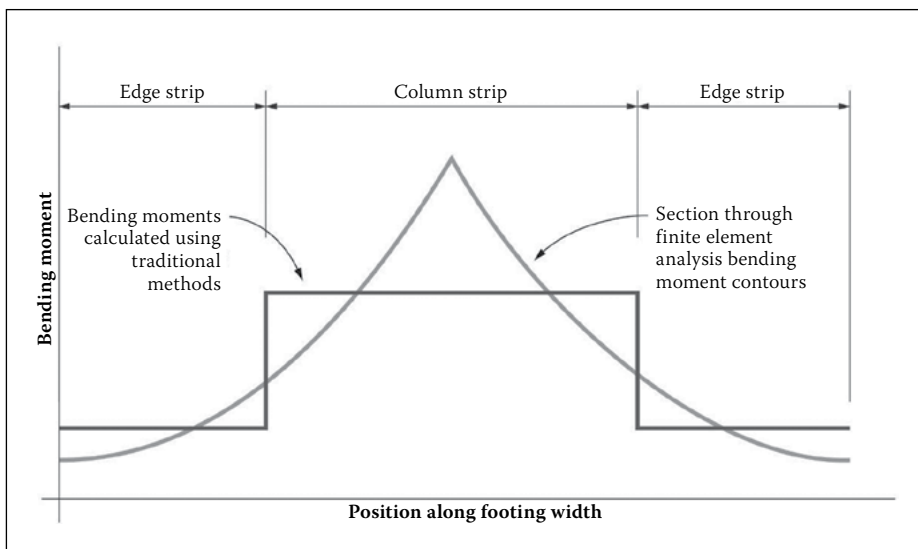 Edge strip
Column strip
Edge strip
Bending moment
Bending moments
calculated using
traditional
methods
Section through
finite element
analysis bending
moment contours
Position along footing width